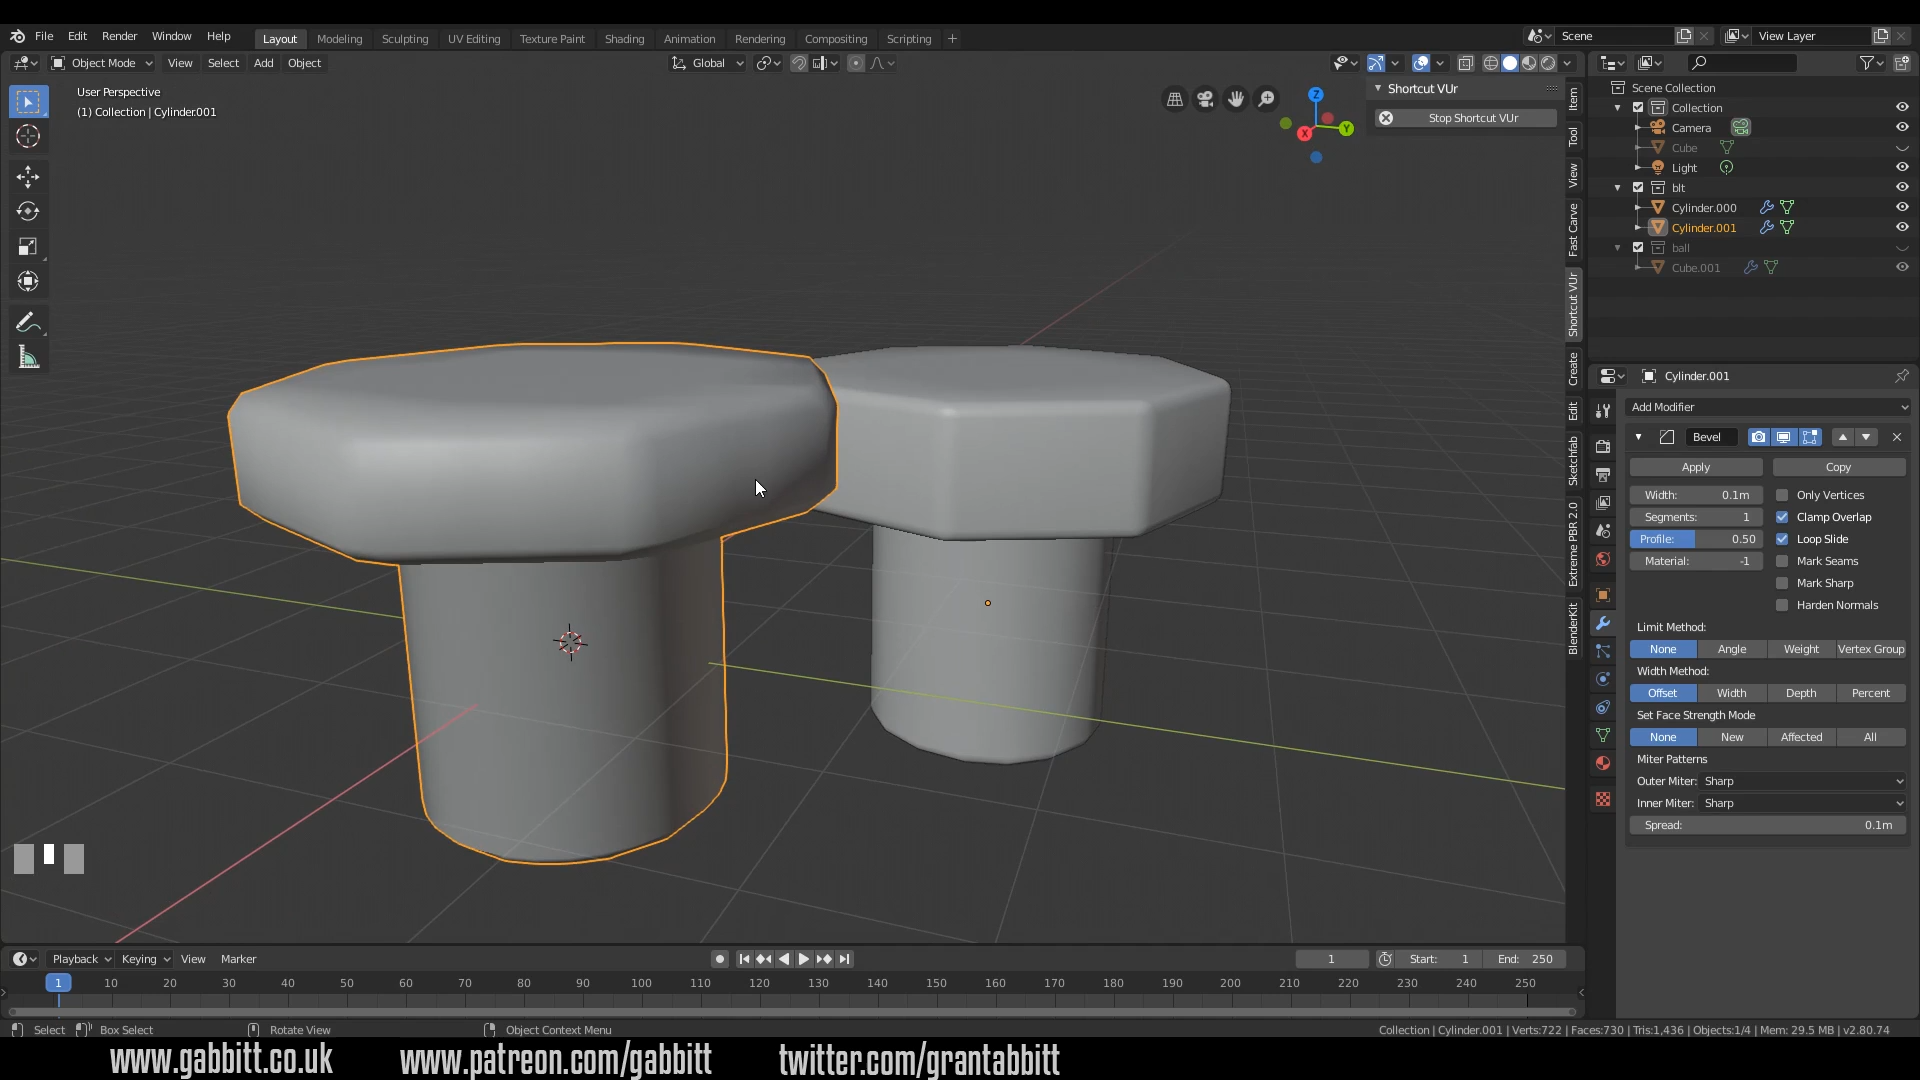 File Edit Render Window Help Layout Modeling Sculpting UV Editing Texture Paint Shading Animation Rendering Compositing Scripting + Scene View Layer
Object Mode View Select Add Object Global
User Perspective
(1) Collection | Cylinder.001
Z
Y
X
Shortcut VUr
Stop Shortcut VUr
Item
Tool
View
Fast Carve
Shortcut VUr
Create
Edit
Sketchfab
Extreme PBR 2.0
BlenderKit
Scene Collection
Collection
Camera
Cube
Light
blt
Cylinder.000
Cylinder.001
ball
Cube.001
Cylinder.001
Add Modifier
Bevel
Apply Copy
Width: 0.1m Only Vertices
Segments: 1 Clamp Overlap
Profile: 0.50 Loop Slide
Material: -1 Mark Seams
Mark Sharp
Harden Normals
Limit Method:
None Angle Weight Vertex Group
Width Method:
Offset Width Depth Percent
Set Face Strength Mode
None New Affected All
Miter Patterns
Outer Miter: Sharp
Inner Miter: Sharp
Spread: 0.1m
Playback Keying View Marker 1 Start: 1 End: 250
1 10 20 30 40 50 60 70 80 90 100 110 120 130 140 150 160 170 180 190 200 210 220 230 240 250
Select Box Select Rotate View Object Context Menu Collection | Cylinder.001 | Verts:722 | Faces:730 | Tris:1,436 | Objects:1/4 | Mem: 29.5 MB | v2.80.74
www.gabbitt.co.uk www.patreon.com/gabbitt twitter.com/grantabbitt